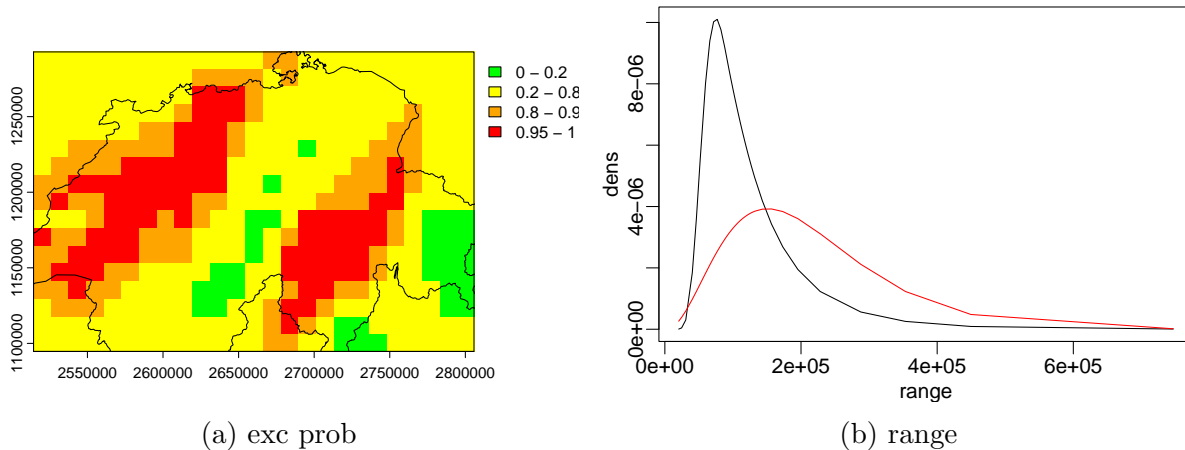 0 – 0.2
0.2 – 0.8
0.8 – 0.9
0.95 – 1
1250000
1200000
1150000
1100000
2550000 2600000 2650000 2700000 2750000 2800000
(a) exc prob
8e−06
4e−06
0e+00
dens
0e+00 2e+05 4e+05 6e+05
range
(b) range